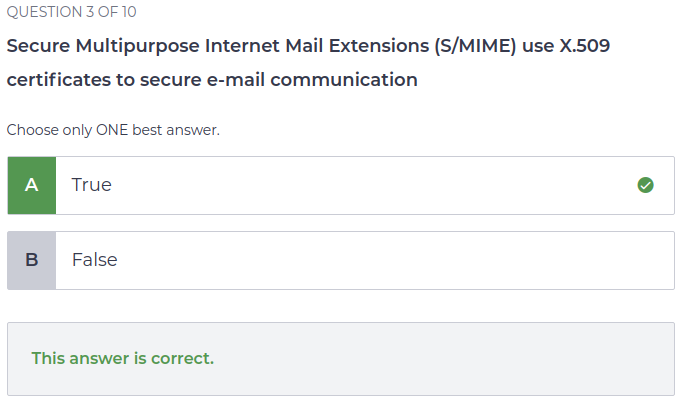 QUESTION 3 OF 10
Secure Multipurpose Internet Mail Extensions (S/MIME) use X.509
certificates to secure e-mail communication
Choose only ONE best answer.
A True
B False
This answer is correct.